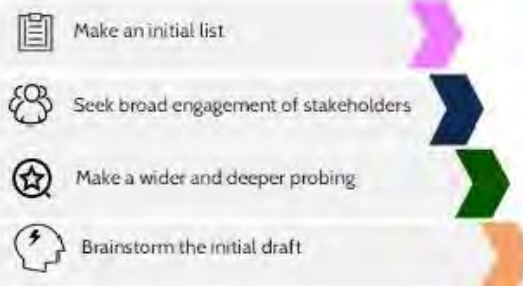 Make an initial list
Seek broad engagement of stakeholders
Make a wider and deeper probing
Brainstorm the initial draft